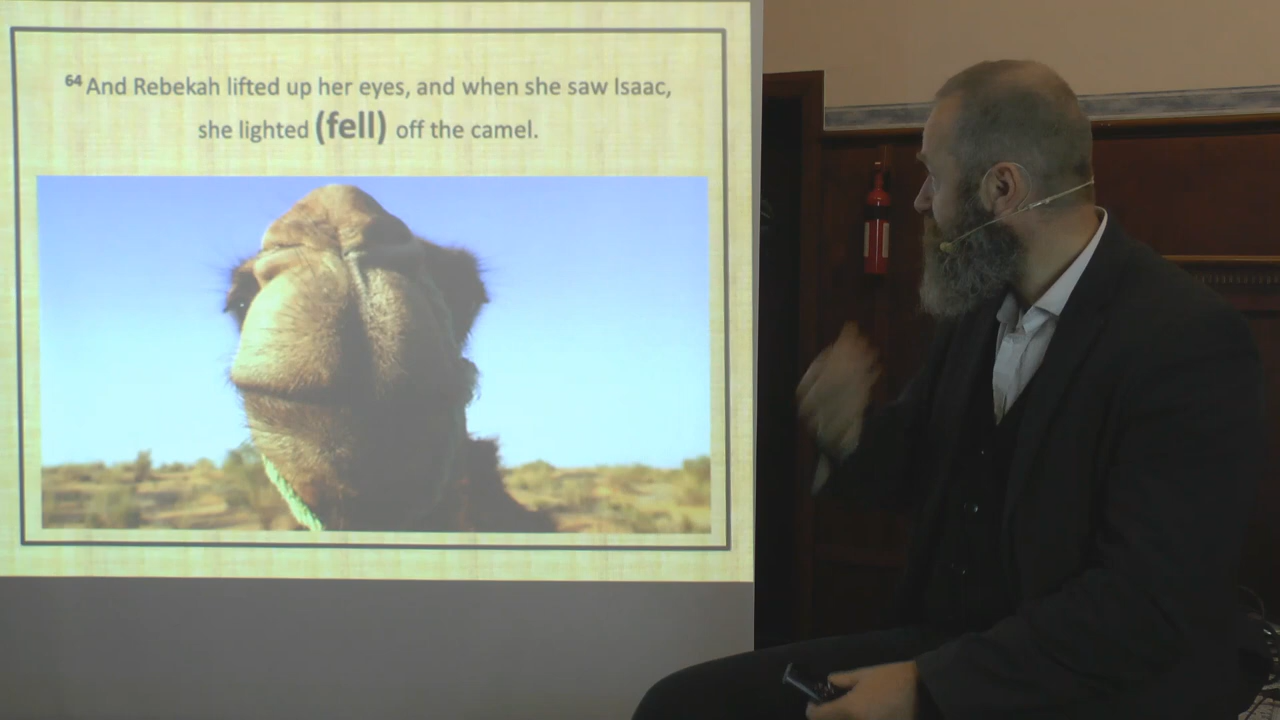 64 And Rebekah lifted up her eyes, and when she saw Isaac,
she lighted (fell) off the camel.